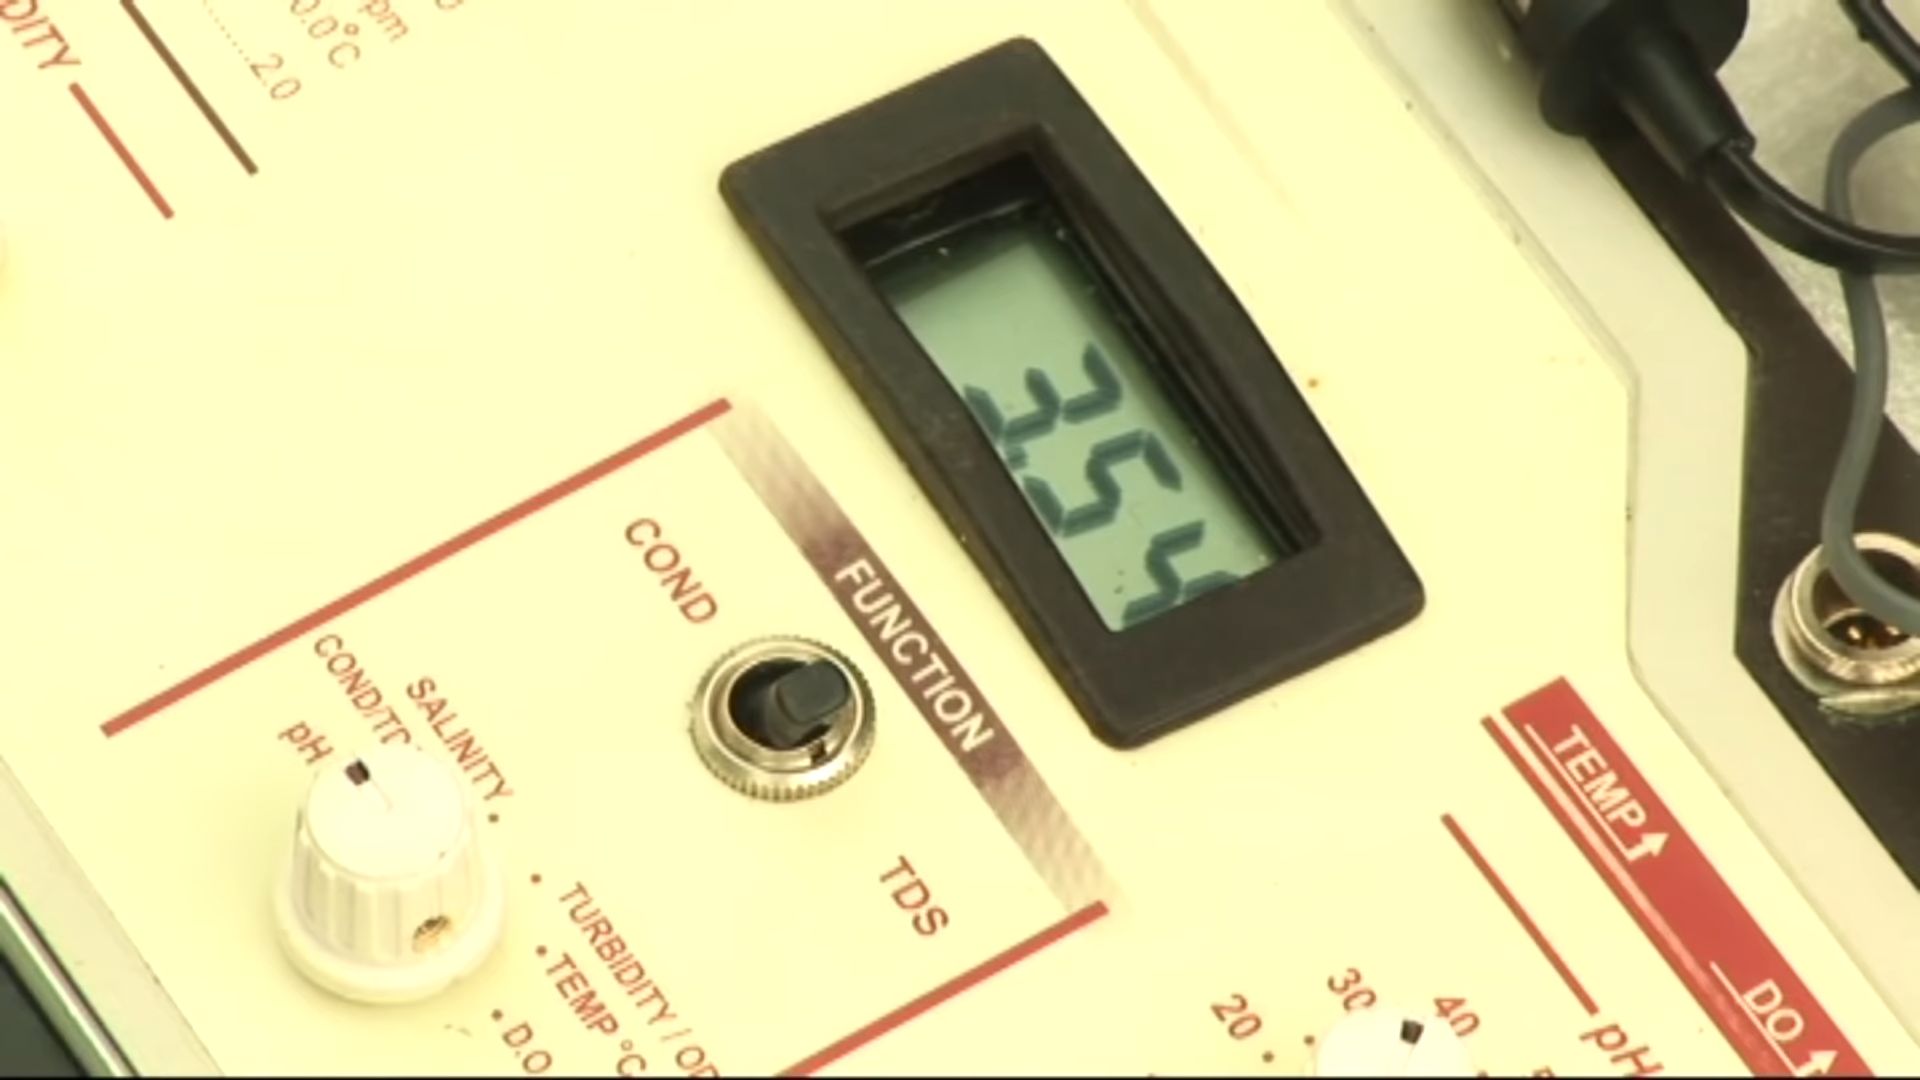 DITY
pm
0.0°C
2.0
3.54
COND
FUNCTION
TDS
SALINITY
pH
TURBIDITY /
TEMP °C
D.O
TEMP
DO
20
30
40
pH